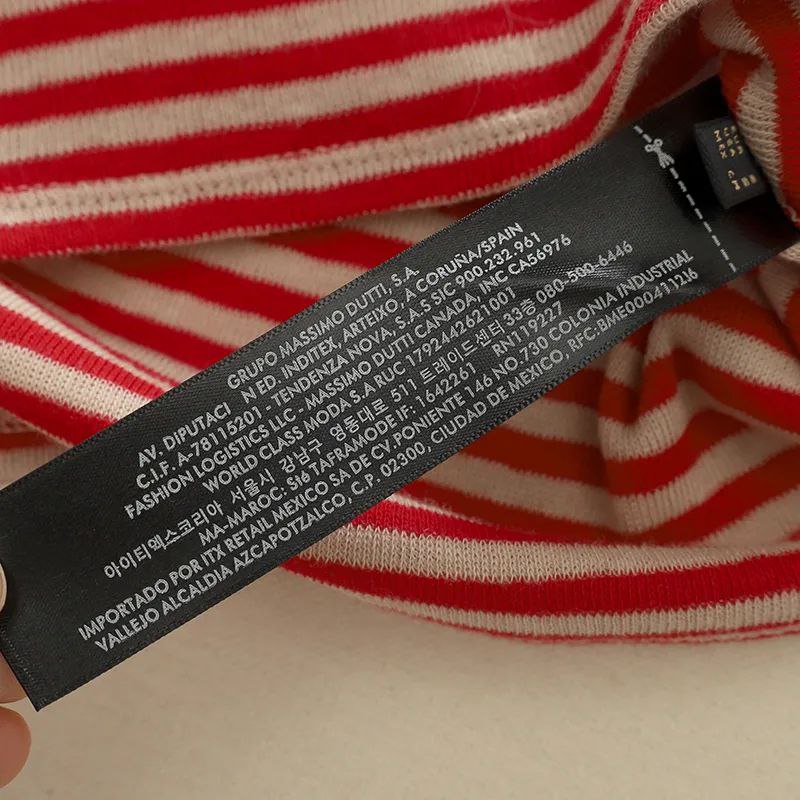 GRUPO MASSIMO DUTTI, S.A.
AV. DIPUTACI N ED. INDITEX, ARTEIXO, A CORUÑA/SPAIN
C.I.F. A-78115201 - TENDENZA NOVA, S.A.S SIC 900.232.961
FASHION LOGISTICS LLC - MASSIMO DUTTI CANADA, INC CA56976
WORLD CLASS MODA S.A RUC 1792442621001
아이티엑스코리아 서울시 강남구 영동대로 511 트레이드센터 33층 080-500-6446
MA-MAROC: Sté TAFRAMODE IF: 1642261 RN119227
IMPORTADO POR ITX RETAIL MEXICO SA DE CV PONIENTE 146 NO.730 COLONIA INDUSTRIAL
VALLEJO ALCALDIA AZCAPOTZALCO, C.P. 02300, CIUDAD DE MEXICO, RFC:BME000411216